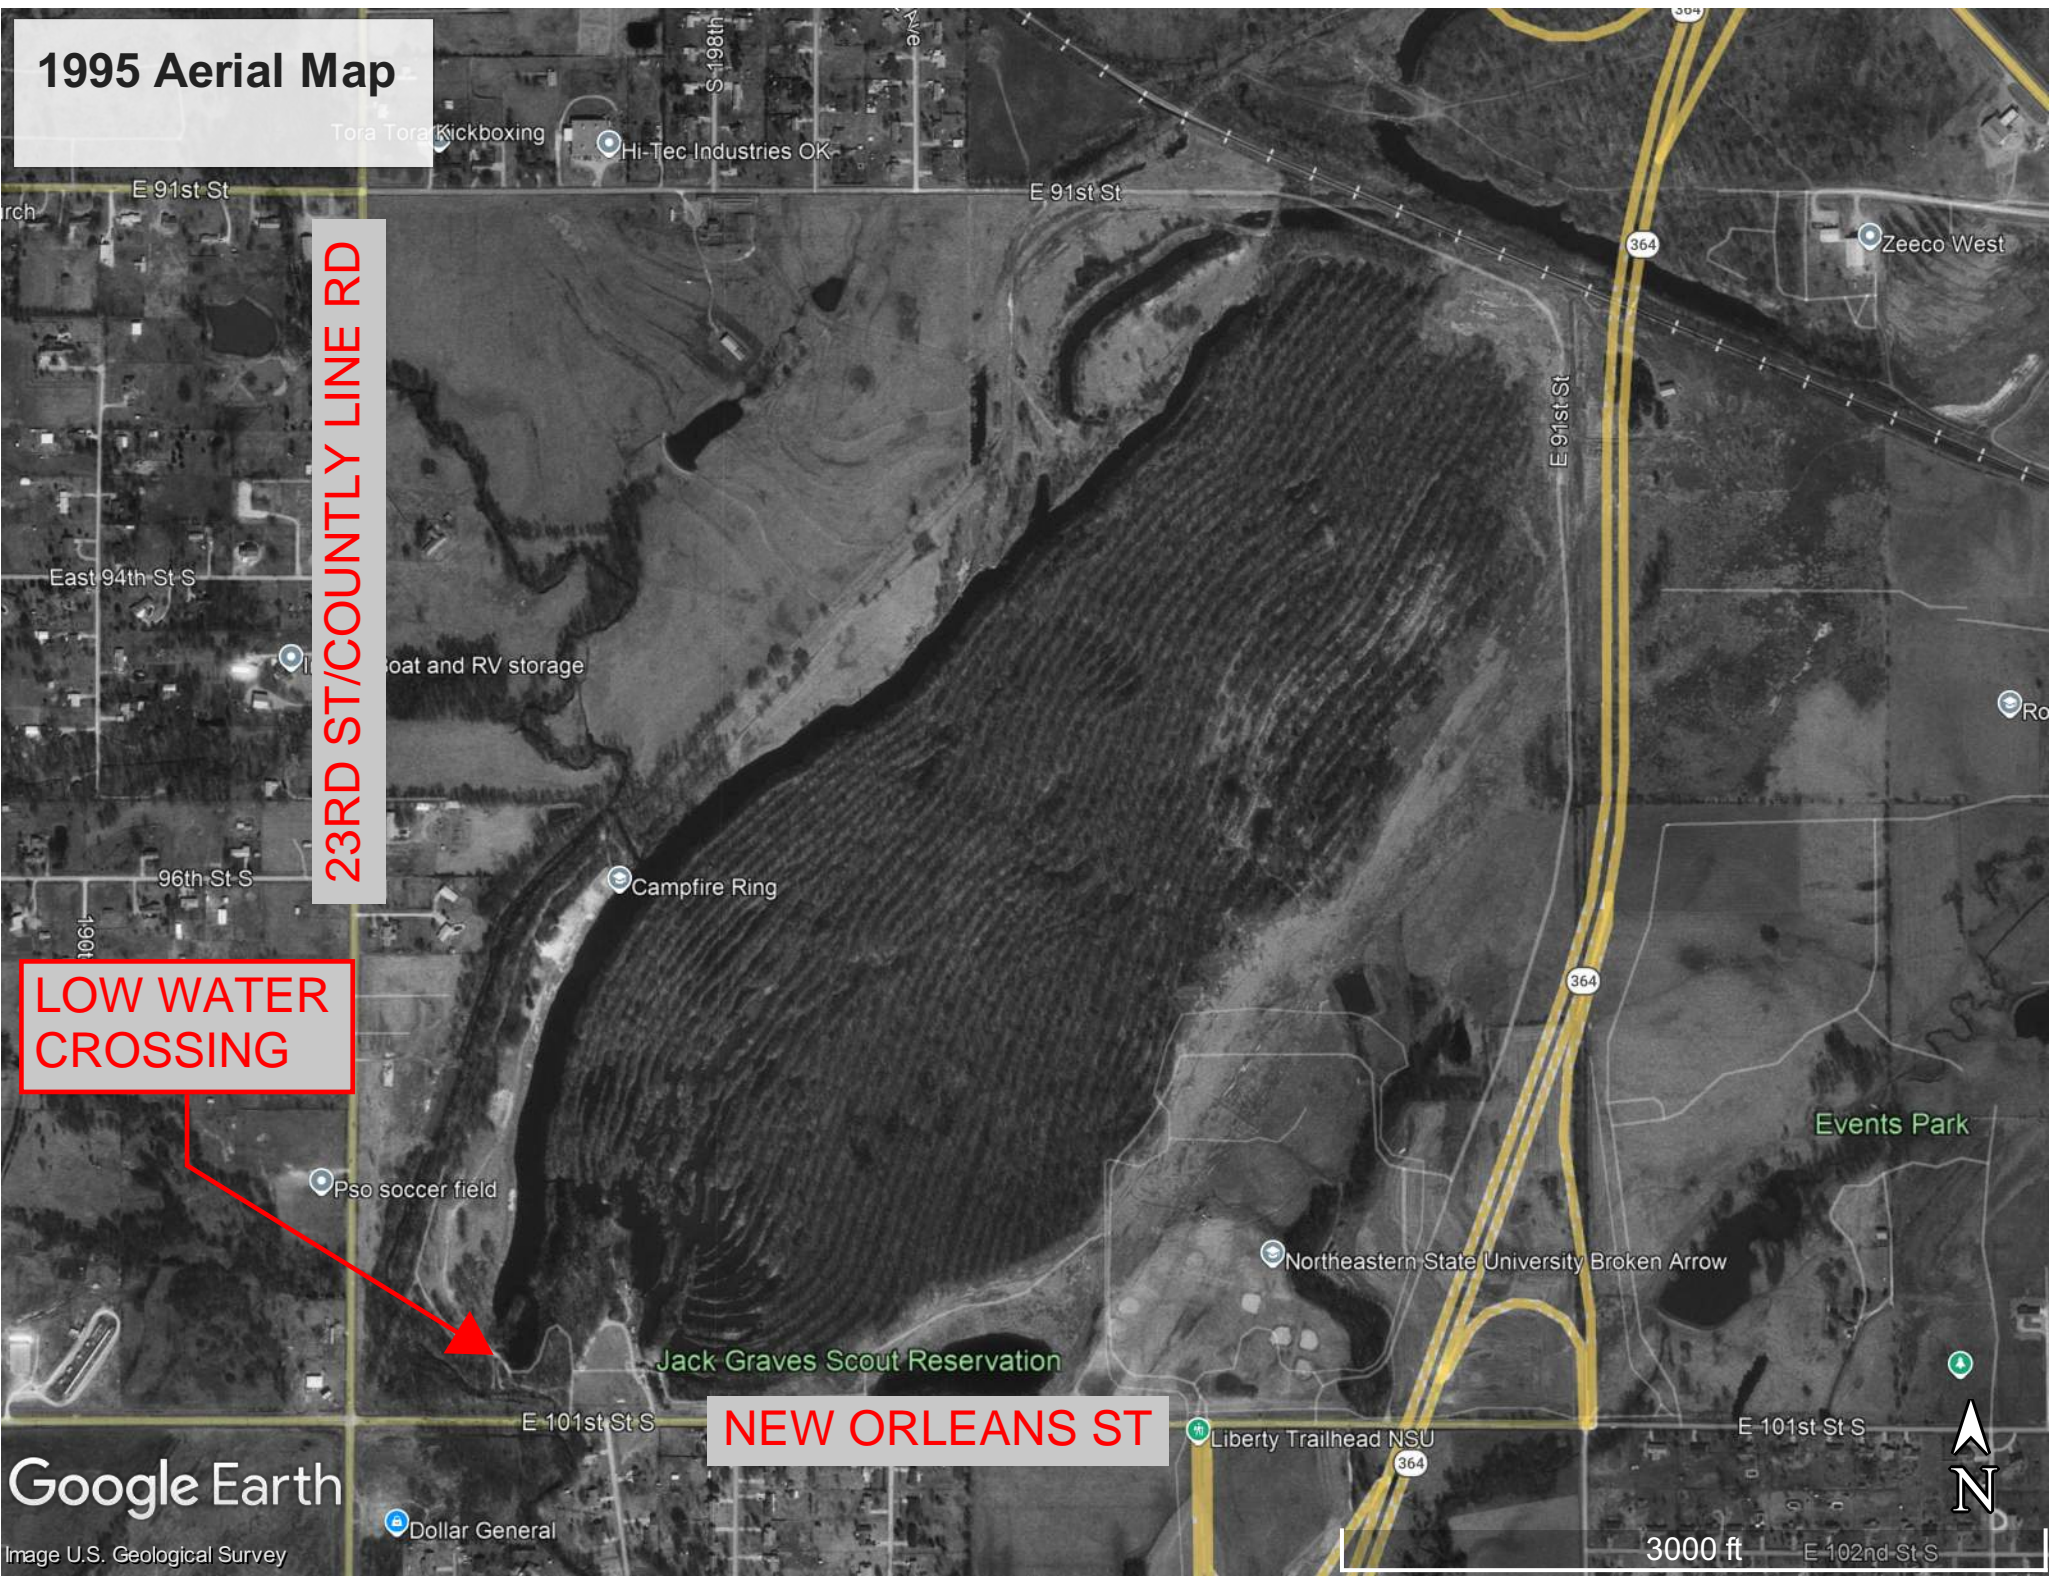 1995 Aerial Map
364
Ave
S 198th
Tora Tora Kickboxing
Hi-Tec Industries OK
E 91st St
E 91st St
irch
364
Zeeco West
23RD ST/COUNTLY LINE RD
E 91st St
East 94th St S
Boat and RV storage
Ro
96th St S
Campfire Ring
190t
LOW WATER
CROSSING
364
Events Park
Pso soccer field
Northeastern State University Broken Arrow
Jack Graves Scout Reservation
E 101st St S
NEW ORLEANS ST
Liberty Trailhead NSU
E 101st St S
364
Google Earth
N
Dollar General
Image U.S. Geological Survey
3000 ft
E 102nd St S